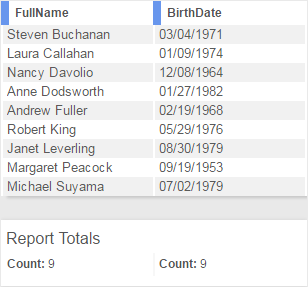 FullName BirthDate
Steven Buchanan 03/04/1971
Laura Callahan 01/09/1974
Nancy Davolio 12/08/1964
Anne Dodsworth 01/27/1982
Andrew Fuller 02/19/1968
Robert King 05/29/1976
Janet Leverling 08/30/1979
Margaret Peacock 09/19/1953
Michael Suyama 07/02/1979
Report Totals
Count: 9 Count: 9